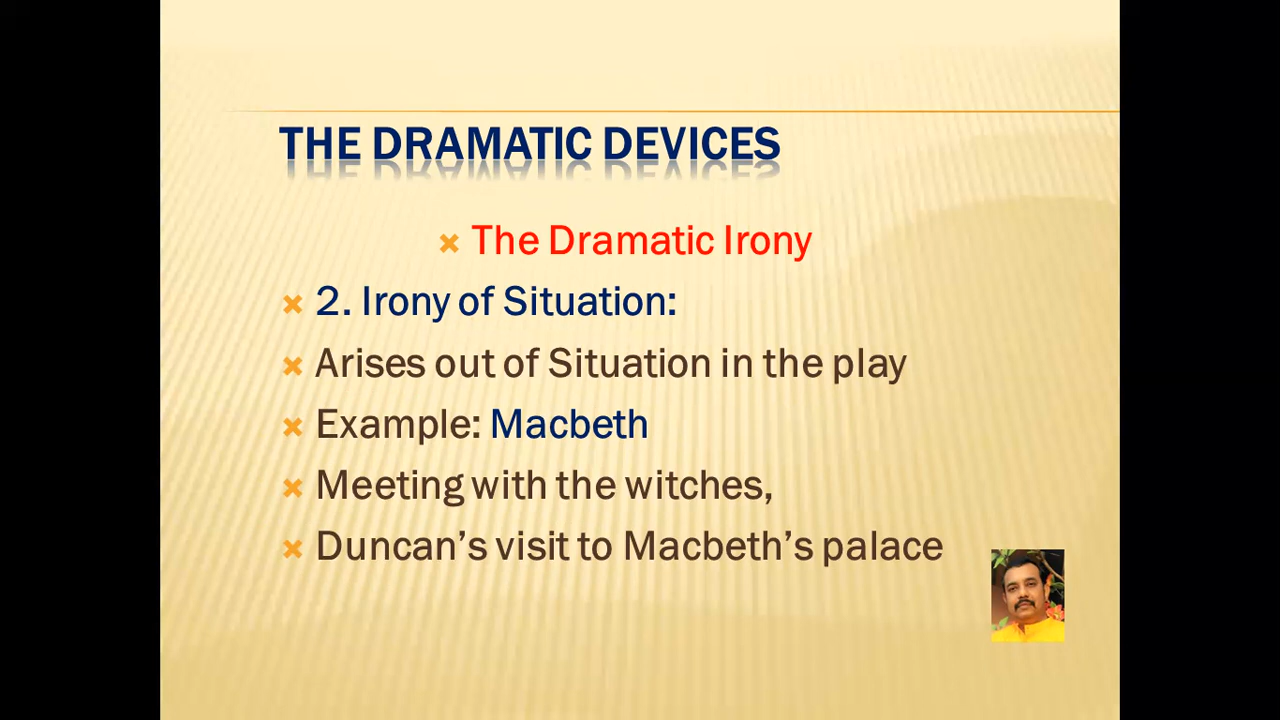 THE DRAMATIC DEVICES
The Dramatic Irony
2. Irony of Situation:
Arises out of Situation in the play
Example: Macbeth
Meeting with the witches,
Duncan’s visit to Macbeth’s palace